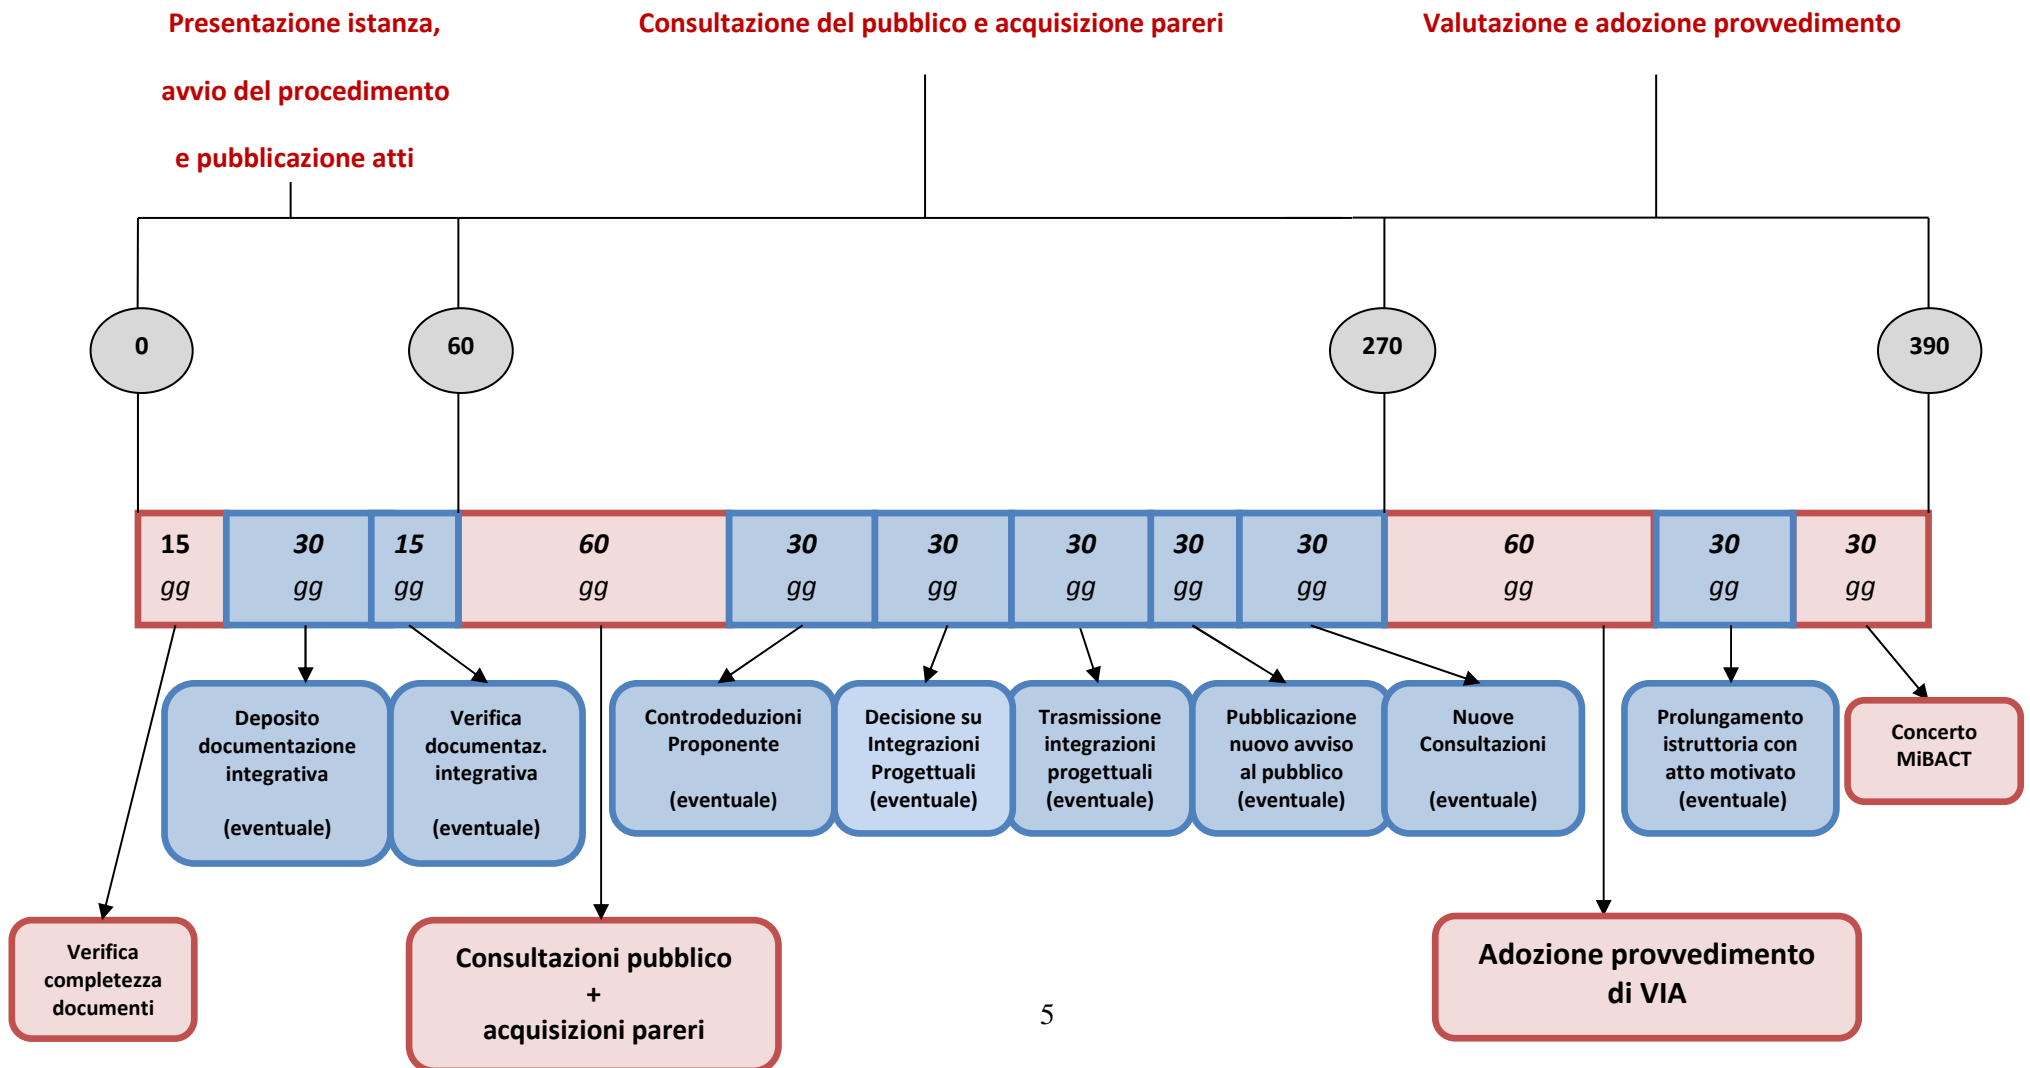 Presentazione istanza,
avvio del procedimento
e pubblicazione atti
Consultazione del pubblico e acquisizione pareri
Valutazione e adozione provvedimento
0
60
270
390
15
gg
30
gg
15
gg
60
gg
30
gg
30
gg
30
gg
30
gg
30
gg
60
gg
30
gg
30
gg
Deposito
documentazione
integrativa
(eventuale)
Verifica
documentaz.
integrativa
(eventuale)
Controdeduzioni
Proponente
(eventuale)
Decisione su
Integrazioni
Progettuali
(eventuale)
Trasmissione
integrazioni
progettuali
(eventuale)
Pubblicazione
nuovo avviso
al pubblico
(eventuale)
Nuove
Consultazioni
(eventuale)
Prolungamento
istruttoria con
atto motivato
(eventuale)
Concerto
MiBACT
Verifica
completezza
documenti
Consultazioni pubblico
+
acquisizioni pareri
Adozione provvedimento
di VIA
5